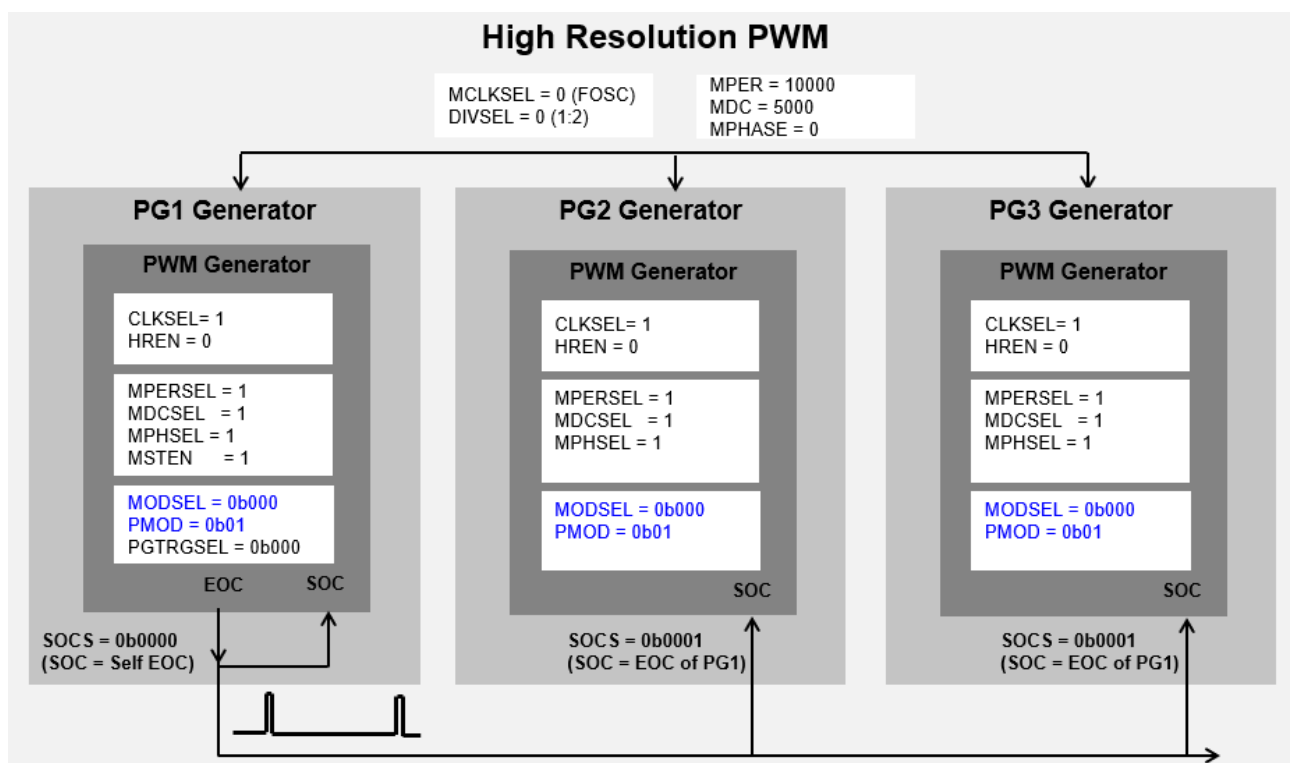 High Resolution PWM
MCLKSEL = 0 (FOSC)
DIVSEL = 0 (1:2)
MPER = 10000
MDC = 5000
MPHASE = 0
PG1 Generator
PWM Generator
CLKSEL= 1
HREN = 0
MPERSEL = 1
MDCSEL = 1
MPHSEL = 1
MSTEN = 1
MODSEL = 0b000
PMOD = 0b01
PGTRGSEL = 0b000
EOC SOC
SOCS = 0b0000
(SOC = Self EOC)
PG2 Generator
PWM Generator
CLKSEL= 1
HREN = 0
MPERSEL = 1
MDCSEL = 1
MPHSEL = 1
MODSEL = 0b000
PMOD = 0b01
SOC
SOCS = 0b0001
(SOC = EOC of PG1)
PG3 Generator
PWM Generator
CLKSEL= 1
HREN = 0
MPERSEL = 1
MDCSEL = 1
MPHSEL = 1
MODSEL = 0b000
PMOD = 0b01
SOC
SOCS = 0b0001
(SOC = EOC of PG1)